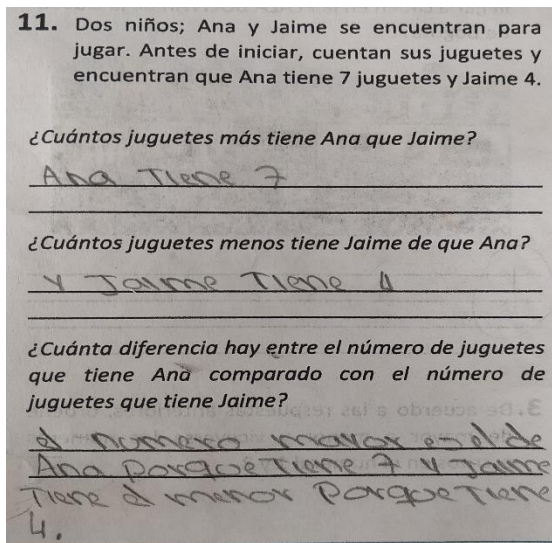 11. Dos niños; Ana y Jaime se encuentran para
jugar. Antes de iniciar, cuentan sus juguetes y
encuentran que Ana tiene 7 juguetes y Jaime 4.
¿Cuántos juguetes más tiene Ana que Jaime?
Ana Tiene 7
¿Cuántos juguetes menos tiene Jaime de que Ana?
y Jaime Tiene 4
¿Cuánta diferencia hay entre el número de juguetes
que tiene Ana comparado con el número de
juguetes que tiene Jaime?
el numero mayor es el de
Ana porque Tiene 7 y Jaime
Tiene el menor Porque Tiene
4.